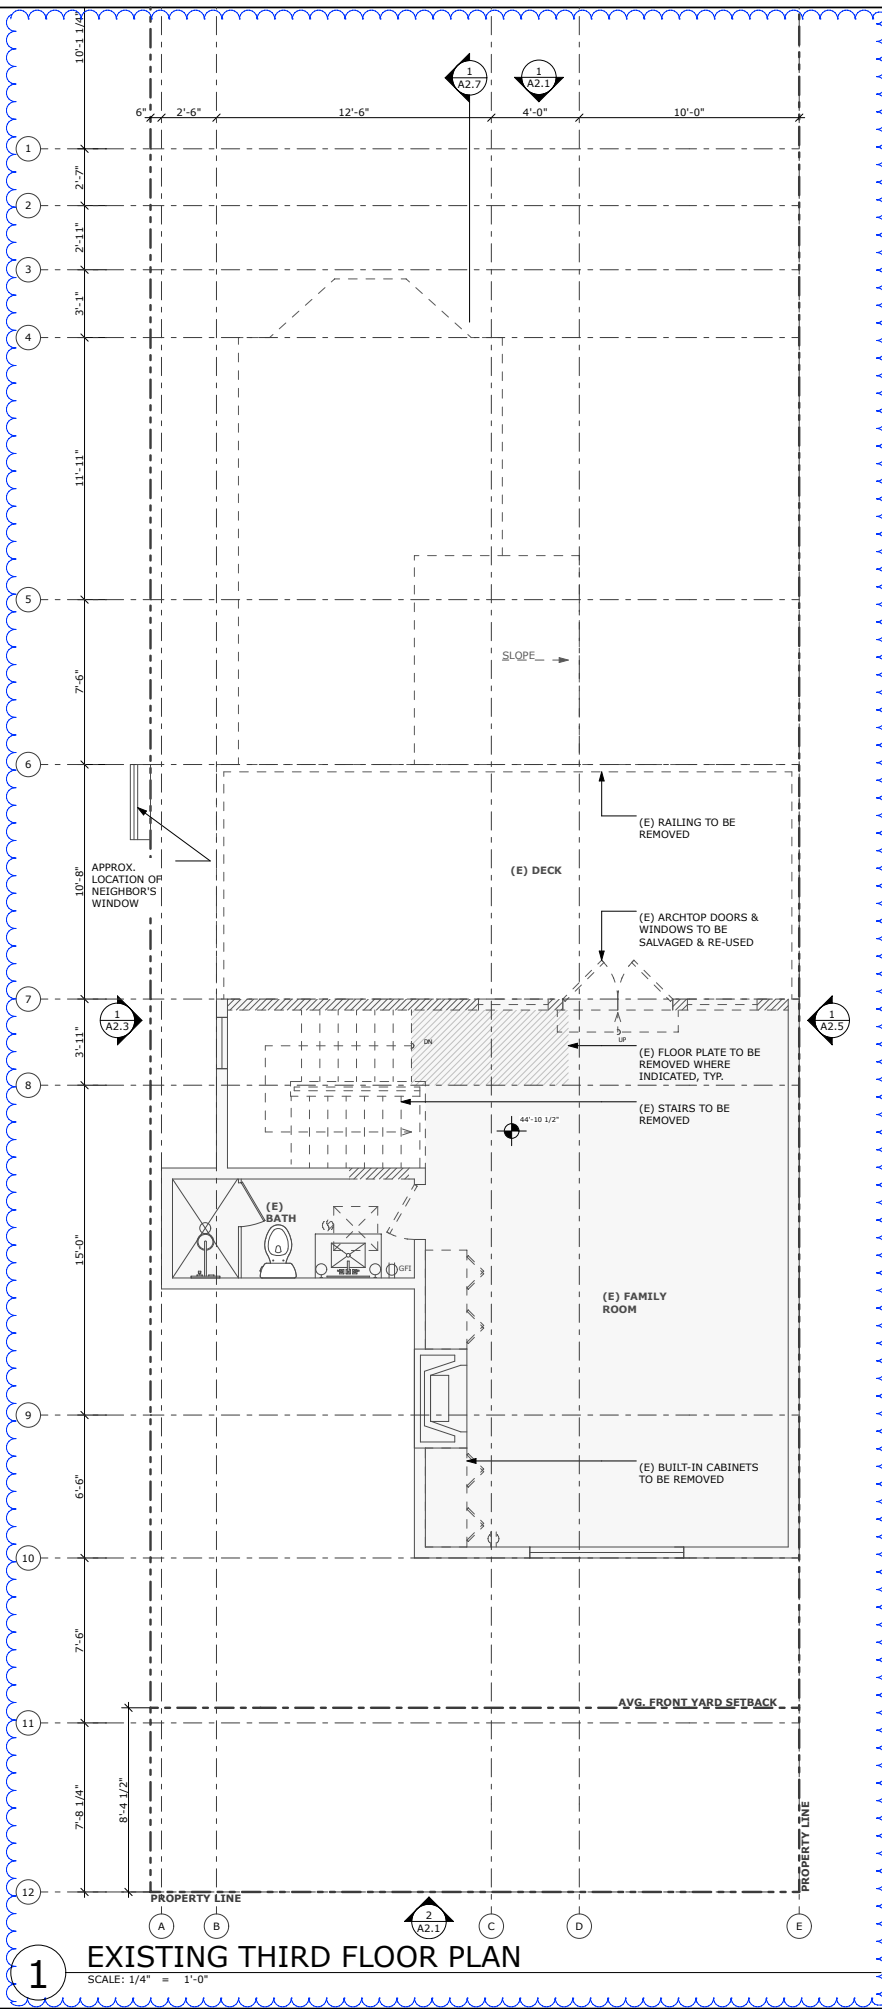 10'-1 1/4"
1
A2.7
1
A2.1
6"
2'-6"
12'-6"
4'-0"
10'-0"
1
2'-7"
2
2'-11"
3
3'-1"
4
11'-11"
5
SLOPE
7'-6"
6
(E) RAILING TO BE
REMOVED
APPROX.
LOCATION OF
NEIGHBOR'S
WINDOW
10'-8"
(E) DECK
(E) ARCHTOP DOORS &
WINDOWS TO BE
SALVAGED & RE-USED
7
1
A2.3
1
A2.5
3'-11"
DN
UP
(E) FLOOR PLATE TO BE
REMOVED WHERE
INDICATED, TYP.
8
(E) STAIRS TO BE
REMOVED
44'-10 1/2"
(E)
BATH
GFI
15'-0"
(E) FAMILY
ROOM
9
(E) BUILT-IN CABINETS
TO BE REMOVED
6'-6"
10
7'-6"
AVG. FRONT YARD SETBACK
11
7'-8 1/4"
8'-4 1/2"
PROPERTY LINE
12
PROPERTY LINE
A
B
2
A2.1
C
D
E
1
EXISTING THIRD FLOOR PLAN
SCALE: 1/4" = 1'-0"